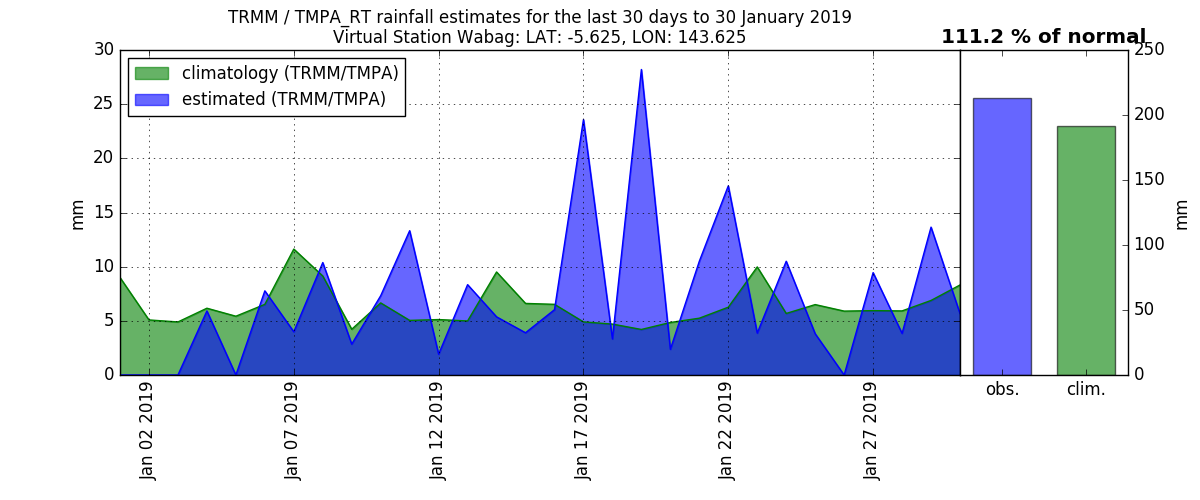 TRMM / TMPA_RT rainfall estimates for the last 30 days to 30 January 2019
Virtual Station Wabag: LAT: -5.625, LON: 143.625
111.2 % of normal
climatology (TRMM/TMPA)
estimated (TRMM/TMPA)
30
25
20
15
10
5
0
mm
Jan 02 2019
Jan 07 2019
Jan 12 2019
Jan 17 2019
Jan 22 2019
Jan 27 2019
250
200
150
100
50
0
mm
obs.
clim.